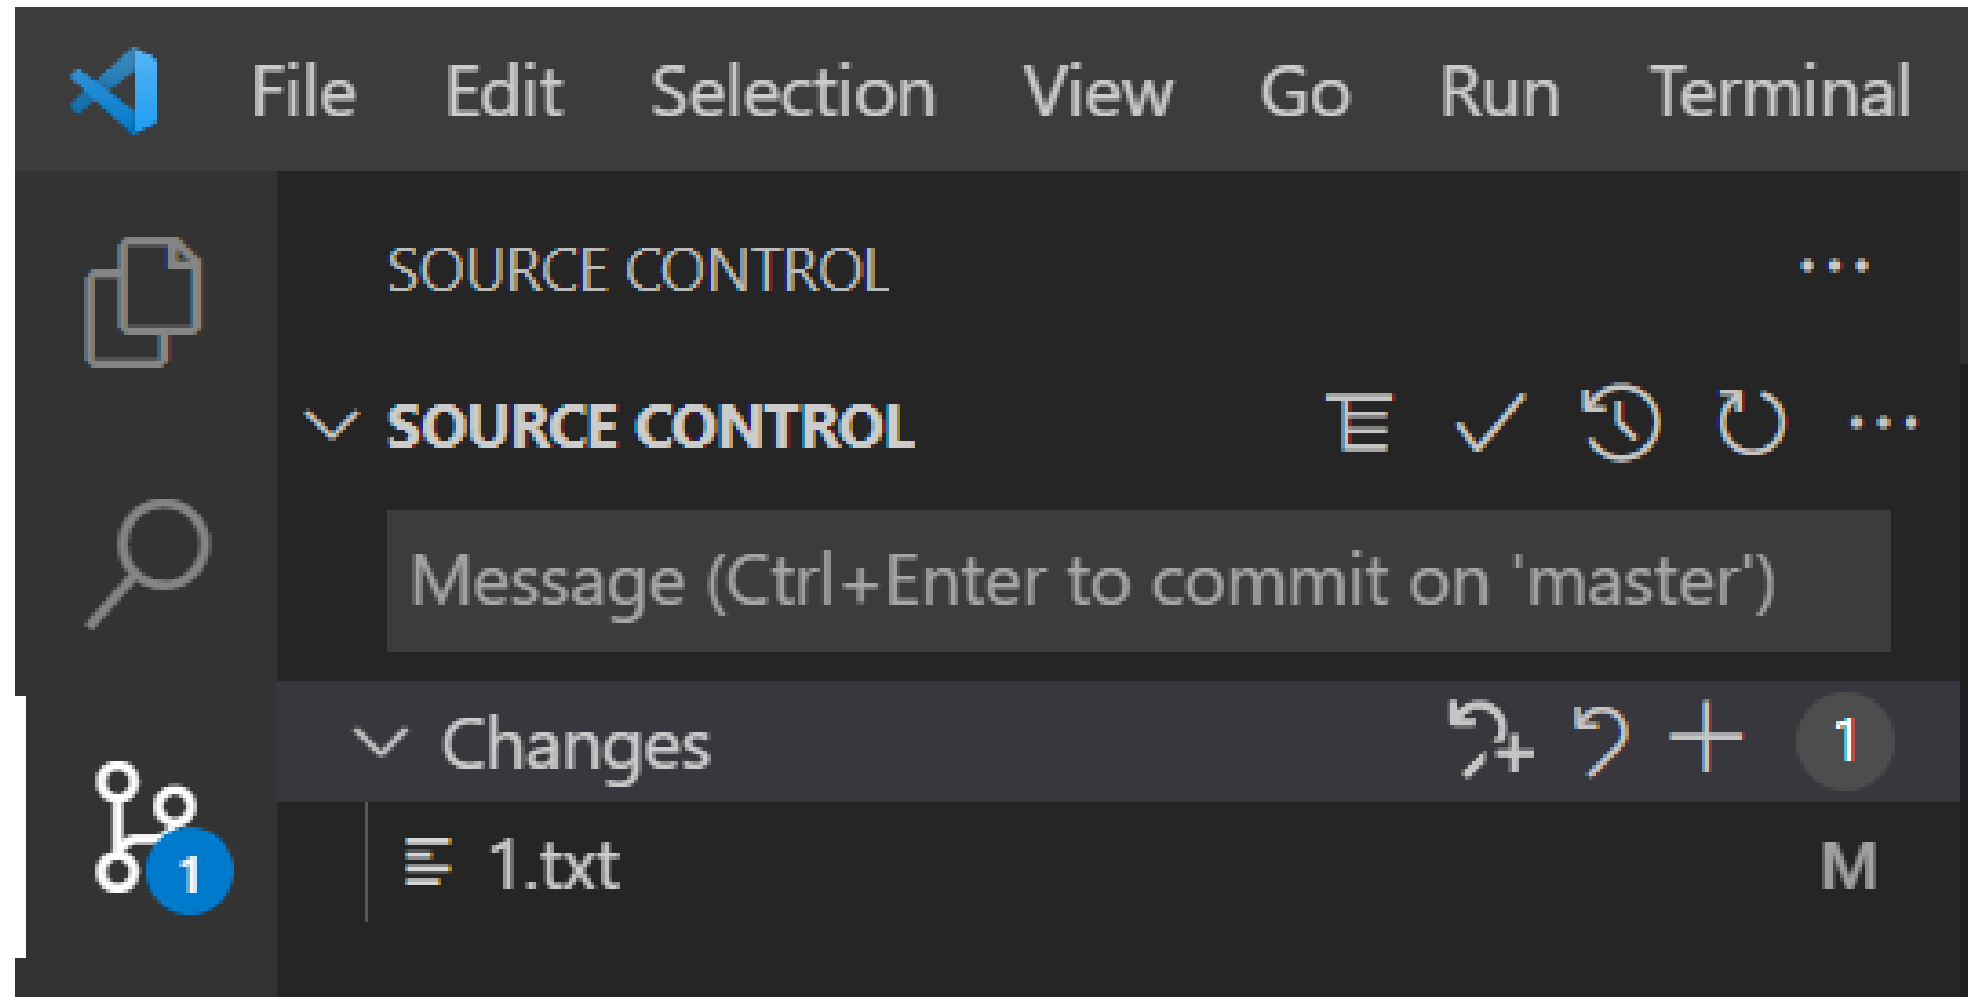 File Edit Selection View Go Run Terminal
SOURCE CONTROL
SOURCE CONTROL
Message (Ctrl+Enter to commit on 'master')
Changes 1
1.txt M
1